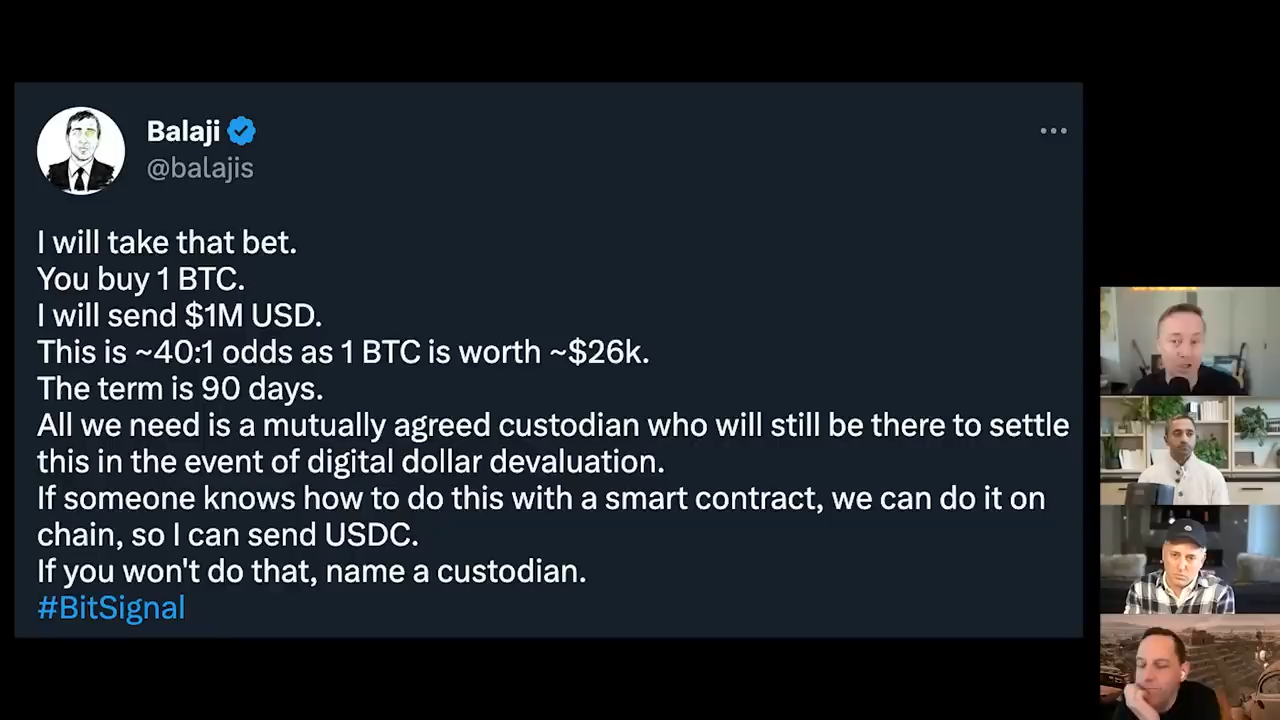 Balaji
@balajis
I will take that bet.
You buy 1 BTC.
I will send $1M USD.
This is ~40:1 odds as 1 BTC is worth ~$26k.
The term is 90 days.
All we need is a mutually agreed custodian who will still be there to settle
this in the event of digital dollar devaluation.
If someone knows how to do this with a smart contract, we can do it on
chain, so I can send USDC.
If you won't do that, name a custodian.
#BitSignal